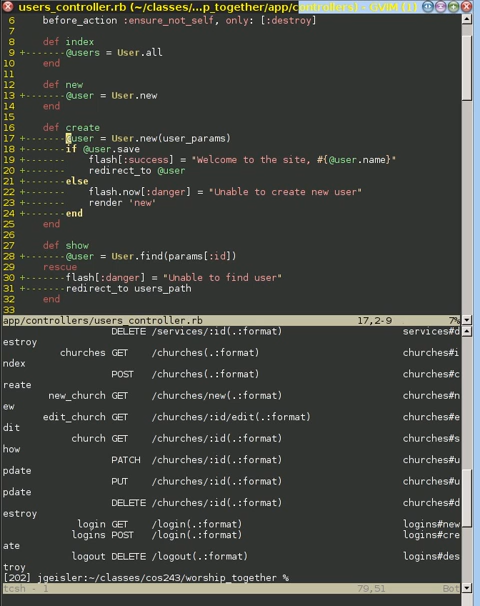 users_controller.rb (~/classes/...p_together/app/controllers) - GVIM (1)
6 before_action :ensure_not_self, only: [:destroy]
7
8 def index
9 +-------@users = User.all
10 end
11
12 def new
13 +-------@user = User.new
14 end
15
16 def create
17 +-------@user = User.new(user_params)
18 +-------if @user.save
19 +------- flash[:success] = "Welcome to the site, #{@user.name}"
20 +------- redirect_to @user
21 +-------else
22 +------- flash.now[:danger] = "Unable to create new user"
23 +------- render 'new'
24 +-------end
25 end
26
27 def show
28 +-------@user = User.find(params[:id])
29 rescue
30 +-------flash[:danger] = "Unable to find user"
31 +-------redirect_to users_path
32 end
33
app/controllers/users_controller.rb 17,2-9 7%
DELETE /services/:id(.:format) services#d
estroy
churches GET /churches(.:format) churches#i
ndex
POST /churches(.:format) churches#c
reate
new_church GET /churches/new(.:format) churches#n
ew
edit_church GET /churches/:id/edit(.:format) churches#e
dit
church GET /churches/:id(.:format) churches#s
how
PATCH /churches/:id(.:format) churches#u
pdate
PUT /churches/:id(.:format) churches#u
pdate
DELETE /churches/:id(.:format) churches#d
estroy
login GET /login(.:format) logins#new
logins POST /login(.:format) logins#cre
ate
logout DELETE /logout(.:format) logins#des
troy
[202] jgeisler:~/classes/cos243/worship_together %
tcsh - 1 79,51 Bot